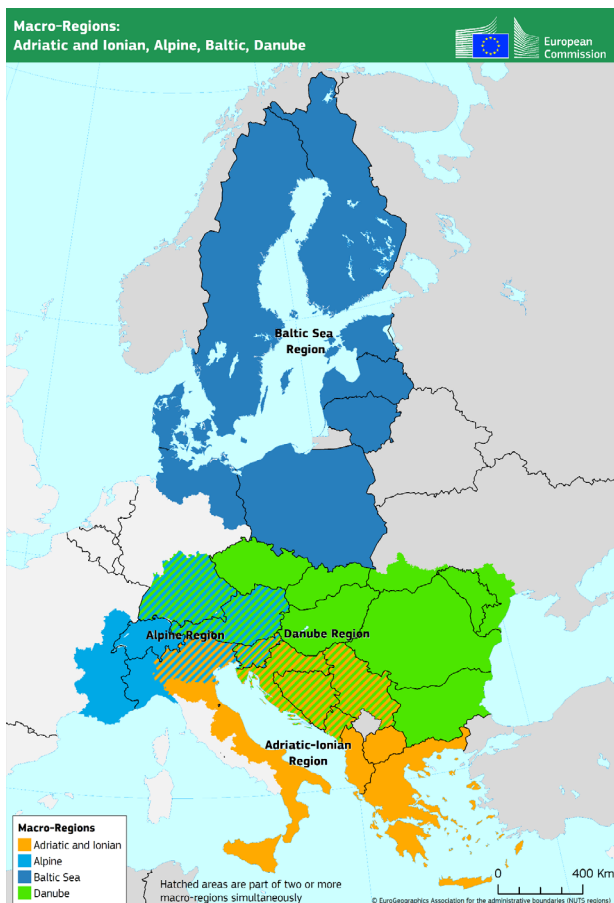 Macro-Regions:
Adriatic and Ionian, Alpine, Baltic, Danube
European
Commission
Baltic Sea
Region
Alpine Region
Danube Region
Adriatic-Ionian
Region
Macro-Regions
Adriatic and Ionian
Alpine
Baltic Sea
Danube
Hatched areas are part of two or more
macro-regions simultaneously
0 400 Km
© EuroGeographics Association for the administrative boundaries (NUTS regions)